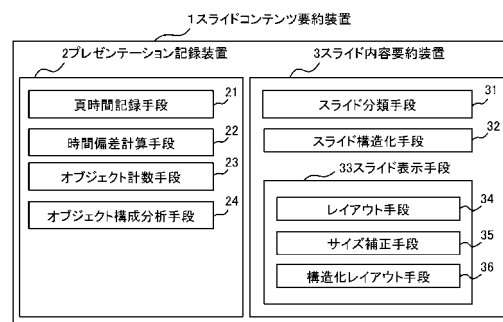 1スライドコンテンツ要約装置
2プレゼンテーション記録装置
頁時間記録手段
21
時間偏差計算手段
22
オブジェクト計数手段
23
オブジェクト構成分析手段
24
3スライド内容要約装置
スライド分類手段
31
スライド構造化手段
32
33スライド表示手段
レイアウト手段
34
サイズ補正手段
35
構造化レイアウト手段
36